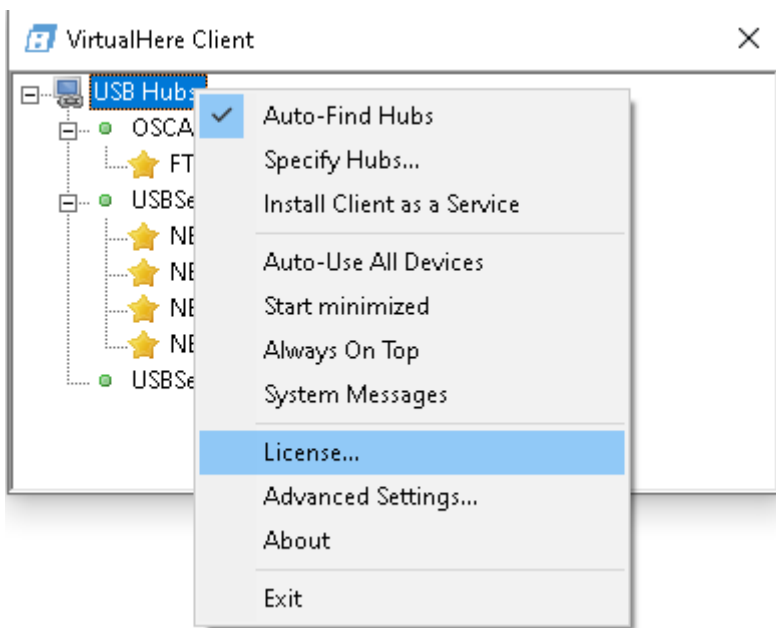 VirtualHere Client
USB Hubs
OSCA
FT
USBSe
NE
NE
NE
NE
USBSe
Auto-Find Hubs
Specify Hubs...
Install Client as a Service
Auto-Use All Devices
Start minimized
Always On Top
System Messages
License...
Advanced Settings...
About
Exit